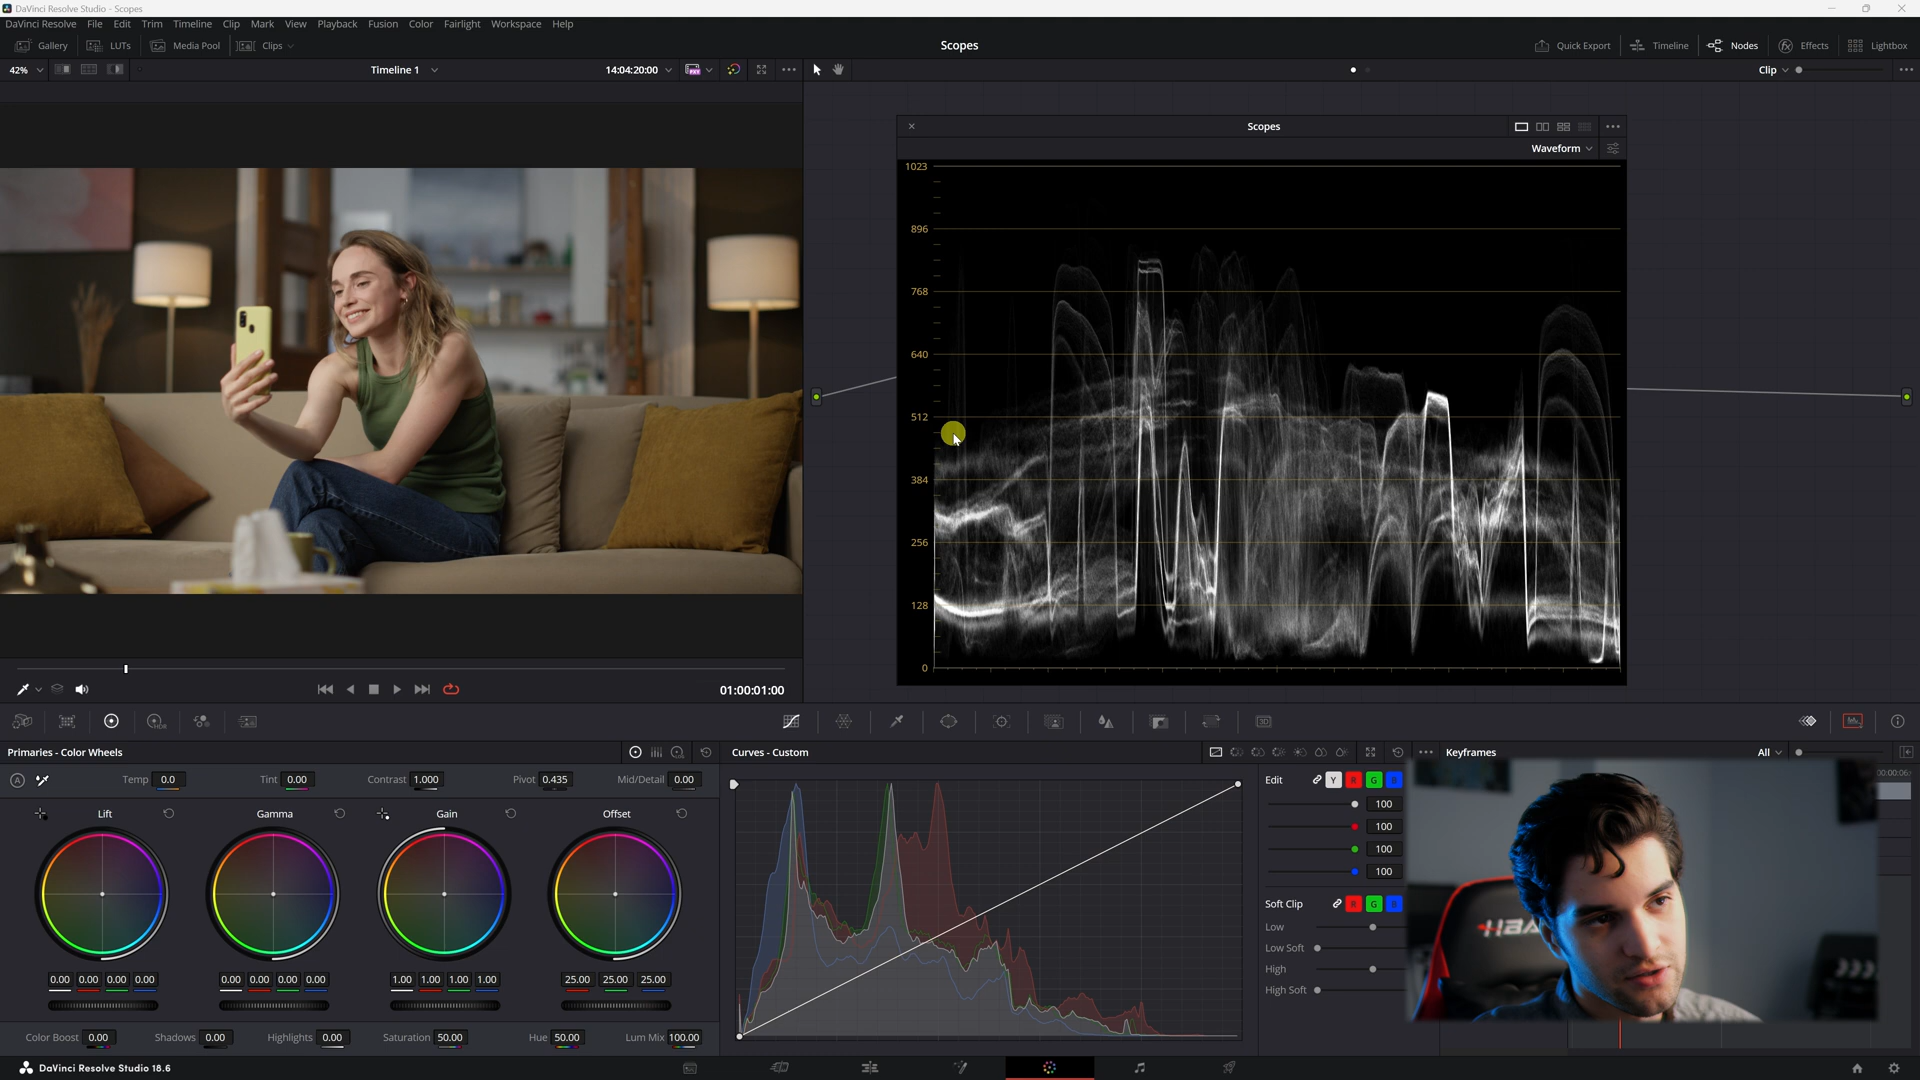 DaVinci Resolve Studio - Scopes
DaVinci Resolve File Edit Trim Timeline Clip Mark View Playback Fusion Color Fairlight Workspace Help
Gallery LUTs Media Pool Clips Scopes Quick Export Timeline Nodes Effects Lightbox
42% Timeline 1 14:04:20:00 Clip
Scopes
Waveform
1023
896
768
640
512
384
256
128
0
01:00:01:00
Primaries - Color Wheels Curves - Custom Keyframes All
Temp 0.0 Tint 0.00 Contrast 1.000 Pivot 0.435 Mid/Detail 0.00
Edit Y R G B
100
100
100
100
Lift Gamma Gain Offset
0.00 0.00 0.00 0.00 0.00 0.00 0.00 0.00 1.00 1.00 1.00 1.00 25.00 25.00 25.00
Soft Clip R G B
Low
Low Soft
High
High Soft
Color Boost 0.00 Shadows 0.00 Highlights 0.00 Saturation 50.00 Hue 50.00 Lum Mix 100.00
DaVinci Resolve Studio 18.6